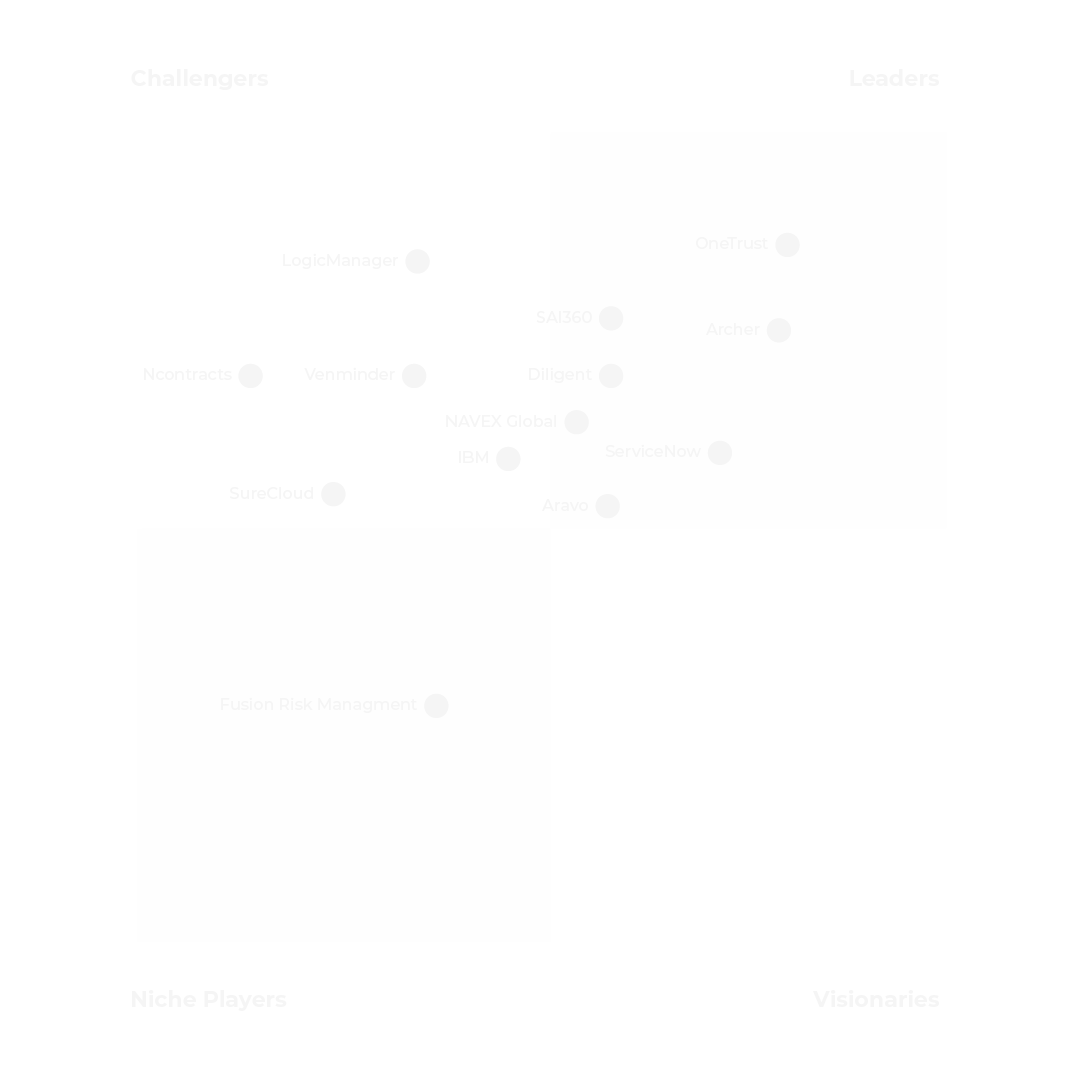 Challengers
Leaders
OneTrust
LogicManager
SAI360
Archer
Ncontracts
Venminder
Diligent
NAVEX Global
ServiceNow
IBM
SureCloud
Aravo
Fusion Risk Managment
Niche Players
Visionaries